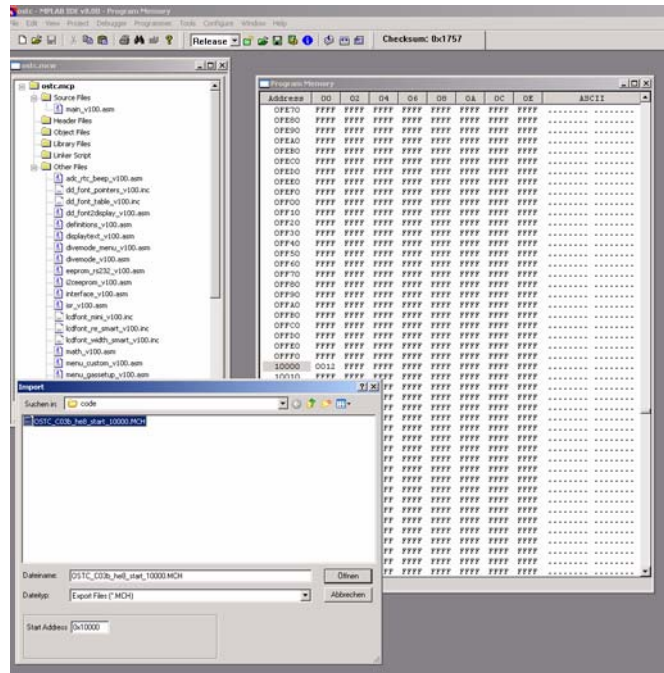 ostc - MPLAB IDE v8.00 - Program Memory
File Edit View Project Debugger Programmer Tools Configure Window Help
Release
Checksum: 0x1757
ostc.mcw
ostc.mcp
Source Files
main_v100.asm
Header Files
Object Files
Library Files
Linker Script
Other Files
adc_rtc_beep_v100.asm
dd_font_pointers_v100.inc
dd_font_table_v100.inc
dd_font2display_v100.asm
definitions_v100.asm
displaytext_v100.asm
divemode_menu_v100.asm
divemode_v100.asm
eeprom_rs232_v100.asm
i2ceeprom_v100.asm
interface_v100.asm
isr_v100.asm
lcdfont_mini_v100.inc
lcdfont_re_smart_v100.inc
lcdfont_width_smart_v100.inc
math_v100.asm
menu_custom_v100.asm
menu_gassetup_v100.asm
Program Memory
Address 00 02 04 06 08 0A 0C 0E ASCII
0FE70 FFFF FFFF FFFF FFFF FFFF FFFF FFFF FFFF ........ ........
0FE80 FFFF FFFF FFFF FFFF FFFF FFFF FFFF FFFF ........ ........
0FE90 FFFF FFFF FFFF FFFF FFFF FFFF FFFF FFFF ........ ........
0FEA0 FFFF FFFF FFFF FFFF FFFF FFFF FFFF FFFF ........ ........
0FEB0 FFFF FFFF FFFF FFFF FFFF FFFF FFFF FFFF ........ ........
0FEC0 FFFF FFFF FFFF FFFF FFFF FFFF FFFF FFFF ........ ........
0FED0 FFFF FFFF FFFF FFFF FFFF FFFF FFFF FFFF ........ ........
0FEE0 FFFF FFFF FFFF FFFF FFFF FFFF FFFF FFFF ........ ........
0FEF0 FFFF FFFF FFFF FFFF FFFF FFFF FFFF FFFF ........ ........
0FF00 FFFF FFFF FFFF FFFF FFFF FFFF FFFF FFFF ........ ........
0FF10 FFFF FFFF FFFF FFFF FFFF FFFF FFFF FFFF ........ ........
0FF20 FFFF FFFF FFFF FFFF FFFF FFFF FFFF FFFF ........ ........
0FF30 FFFF FFFF FFFF FFFF FFFF FFFF FFFF FFFF ........ ........
0FF40 FFFF FFFF FFFF FFFF FFFF FFFF FFFF FFFF ........ ........
0FF50 FFFF FFFF FFFF FFFF FFFF FFFF FFFF FFFF ........ ........
0FF60 FFFF FFFF FFFF FFFF FFFF FFFF FFFF FFFF ........ ........
0FF70 FFFF FFFF FFFF FFFF FFFF FFFF FFFF FFFF ........ ........
0FF80 FFFF FFFF FFFF FFFF FFFF FFFF FFFF FFFF ........ ........
0FF90 FFFF FFFF FFFF FFFF FFFF FFFF FFFF FFFF ........ ........
0FFA0 FFFF FFFF FFFF FFFF FFFF FFFF FFFF FFFF ........ ........
0FFB0 FFFF FFFF FFFF FFFF FFFF FFFF FFFF FFFF ........ ........
0FFC0 FFFF FFFF FFFF FFFF FFFF FFFF FFFF FFFF ........ ........
0FFD0 FFFF FFFF FFFF FFFF FFFF FFFF FFFF FFFF ........ ........
0FFE0 FFFF FFFF FFFF FFFF FFFF FFFF FFFF FFFF ........ ........
0FFF0 FFFF FFFF FFFF FFFF FFFF FFFF FFFF FFFF ........ ........
10000 0012 FFFF FFFF FFFF FFFF FFFF FFFF FFFF ........ ........
10010 FFFF FFFF FFFF FFFF FFFF FFFF FFFF FFFF ........ ........
Import
Suchen in: code
OSTC_C03b_he8_start_10000.MCH
Dateiname: OSTC_C03b_he8_start_10000.MCH
Öffnen
Dateityp: Export Files (*.MCH)
Abbrechen
Start Address 0x10000